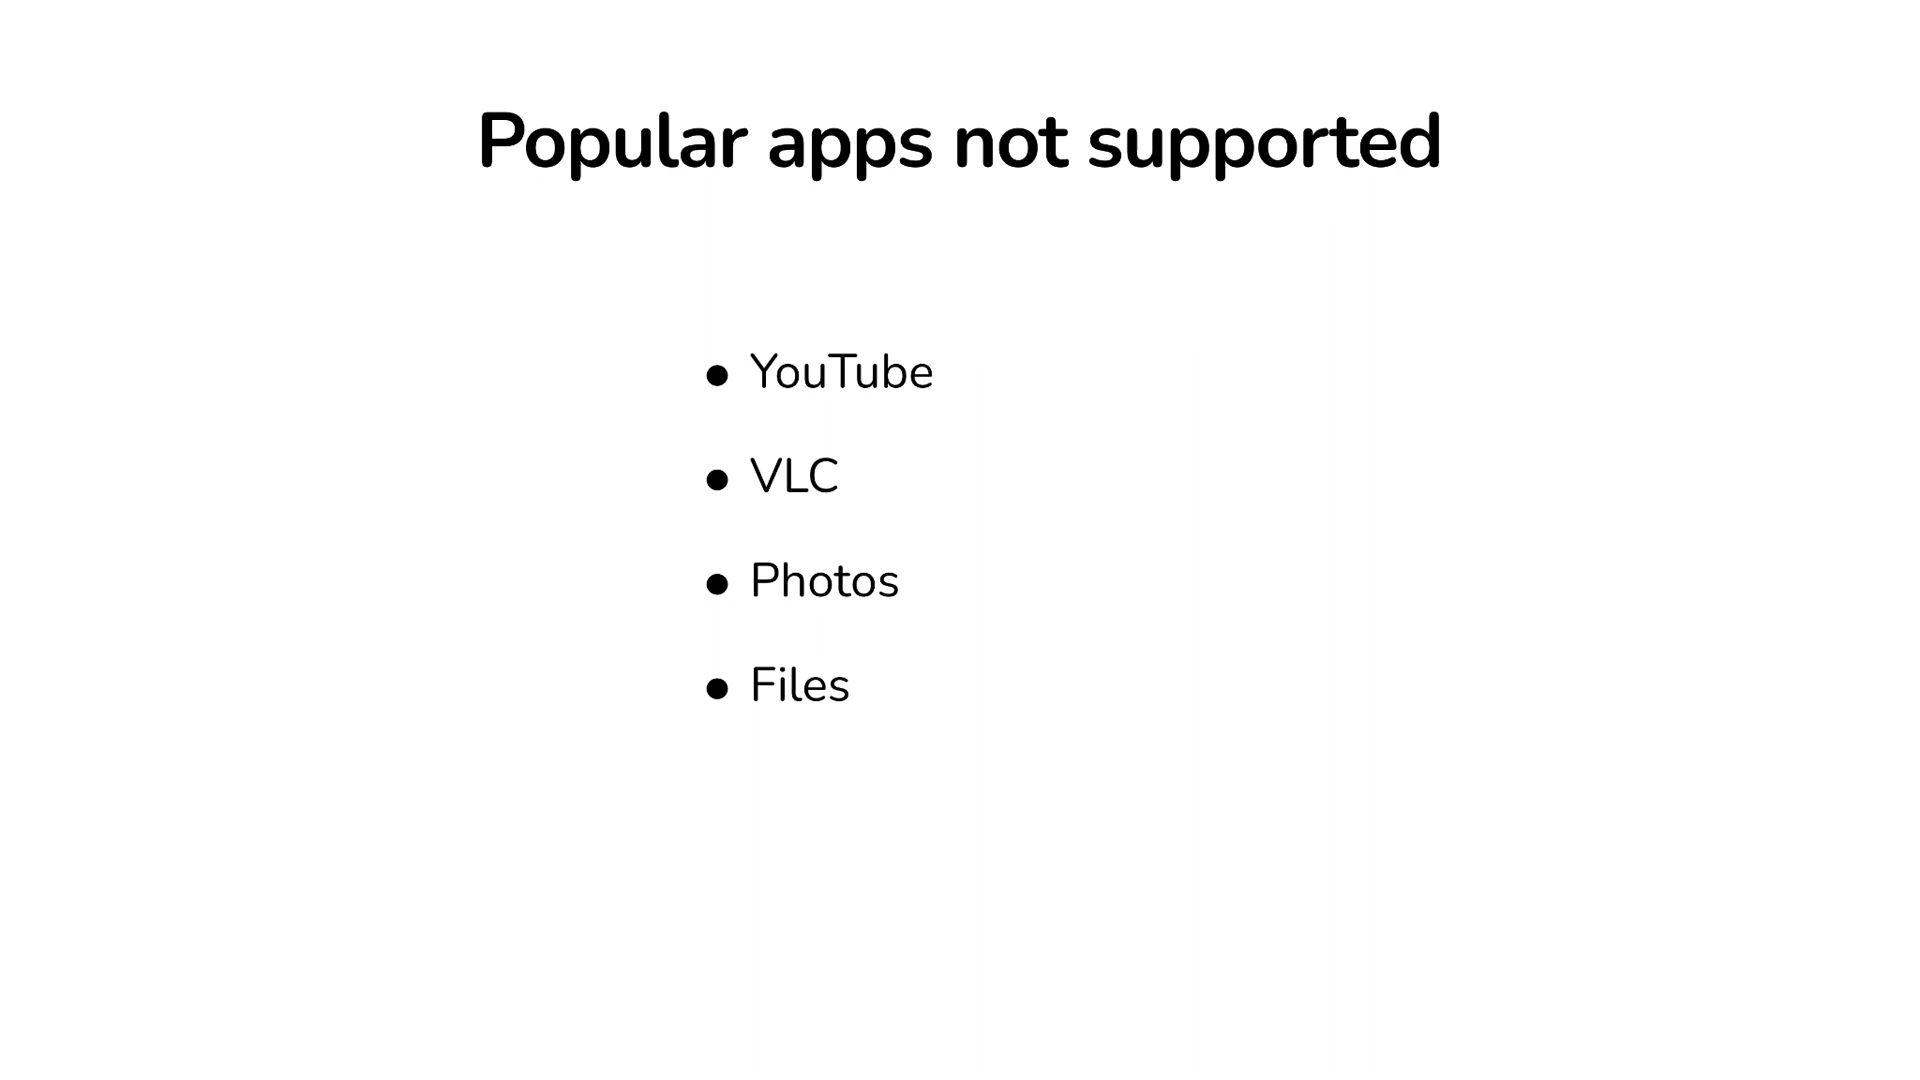 Popular apps not supported
● YouTube
● VLC
● Photos
● Files